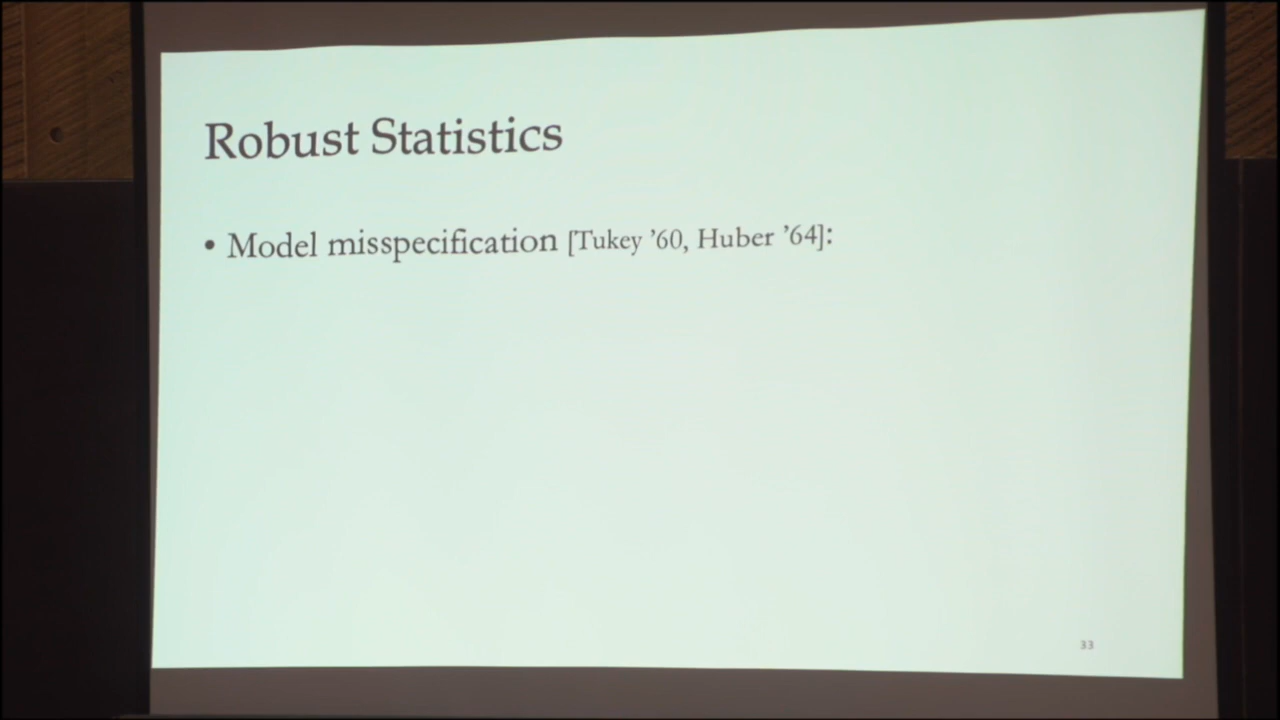 Robust Statistics
• Model misspecification [Tukey ’60, Huber ’64]:
33